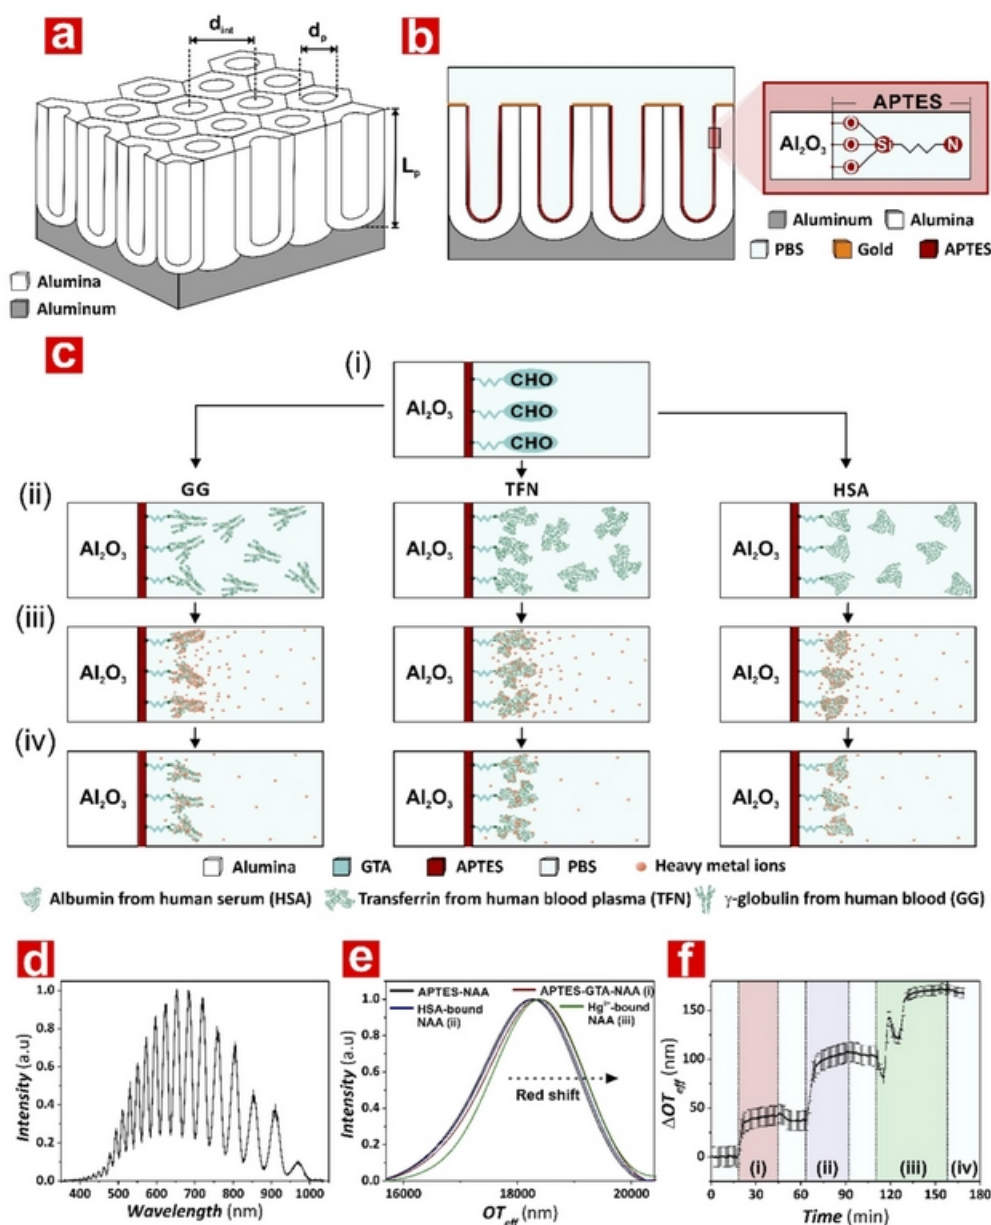 a
d_int
d_p
L_p
Alumina
Aluminum
b
APTES
Al₂O₃
O
O
O
Si
N
Aluminum
Alumina
PBS
Gold
APTES
c
(i)
Al₂O₃
CHO
CHO
CHO
GG
TFN
HSA
(ii)
Al₂O₃
Al₂O₃
Al₂O₃
(iii)
Al₂O₃
Al₂O₃
Al₂O₃
(iv)
Al₂O₃
Al₂O₃
Al₂O₃
Alumina
GTA
APTES
PBS
Heavy metal ions
Albumin from human serum (HSA)
Transferrin from human blood plasma (TFN)
γ-globulin from human blood (GG)
d
Intensity (a.u)
1.0
0.8
0.6
0.4
0.2
0.0
400 500 600 700 800 900 1000
Wavelength (nm)
e
Intensity (a.u)
1.0
0.8
0.6
0.4
0.2
0.0
APTES-NAA
APTES-GTA-NAA (i)
HSA-bound
NAA (ii)
Hg²⁺-bound
NAA (iii)
Red shift
16000 18000 20000
OT_eff (nm)
f
ΔOT_eff (nm)
150
100
50
0
(i)
(ii)
(iii)
(iv)
0 30 60 90 120 150 180
Time (min)